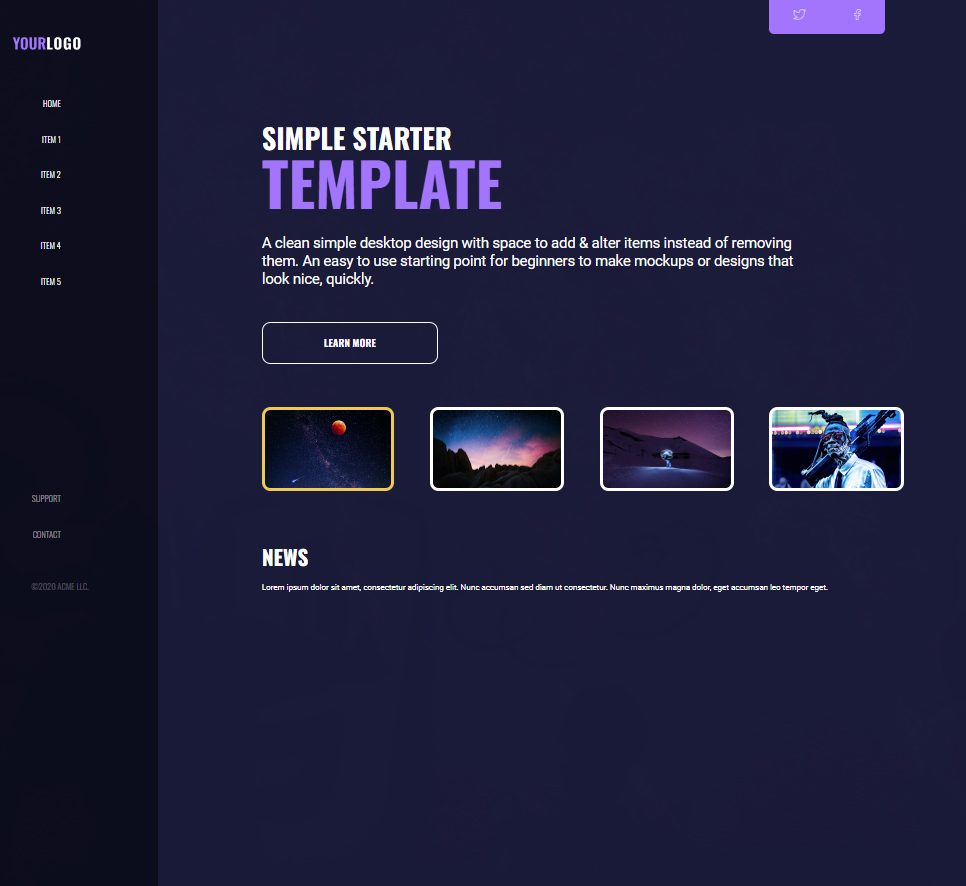 YOURLOGO
HOME
ITEM 1
ITEM 2
ITEM 3
ITEM 4
ITEM 5
SUPPORT
CONTACT
©2020 ACME LLC.
SIMPLE STARTER
TEMPLATE
A clean simple desktop design with space to add & alter items instead of removing
them. An easy to use starting point for beginners to make mockups or designs that
look nice, quickly.
LEARN MORE
NEWS
Lorem ipsum dolor sit amet, consectetur adipiscing elit. Nunc accumsan sed diam ut consectetur. Nunc maximus magna dolor, eget accumsan leo tempor eget.